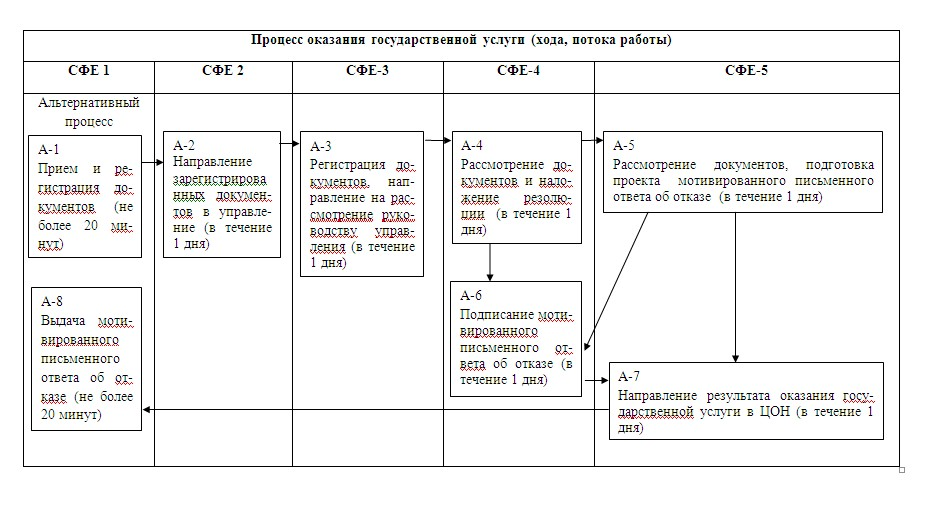 Процесс оказания государственной услуги (хода, потока работы)
СФЕ 1
СФЕ 2
СФЕ-3
СФЕ-4
СФЕ-5
Альтернативный
процесс
А-1
Прием и ре-
гистрация до-
кументов (не
более 20 ми-
нут)
А-2
Направление
зарегистрирова
нных докумен-
тов в управле-
ние (в течение
1 дня)
А-3
Регистрация до-
кументов, нап-
равление на рас-
смотрение руко-
водству управ-
ления (в течение
1 дня)
А-4
Рассмотрение до-
кументов и нало-
жение резолю-
ции (в течение 1
дня)
А-5
Рассмотрение документов, подготовка
проекта мотивированного письменного
ответа об отказе (в течение 1 дня)
А-8
Выдача моти-
вированного
письменного
ответа об от-
казе (не более
20 минут)
А-6
Подписание моти-
вированного
письменного от-
вета об отказе (в
течение 1 дня)
А-7
Направление результата оказания госу-
дарственной услуги в ЦОН (в течение 1
дня)